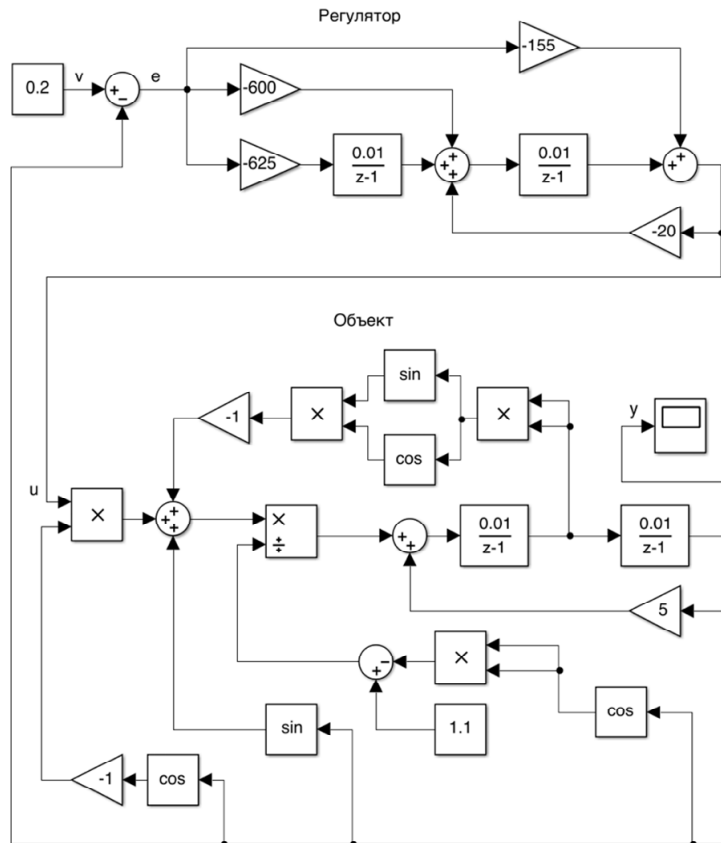 Регулятор
-155
0.2
v
e
-600
-625
0.01
z-1
0.01
z-1
-20
Объект
sin
cos
×
×
-1
y
u
×
×
÷
0.01
z-1
0.01
z-1
5
×
1.1
cos
sin
-1
cos